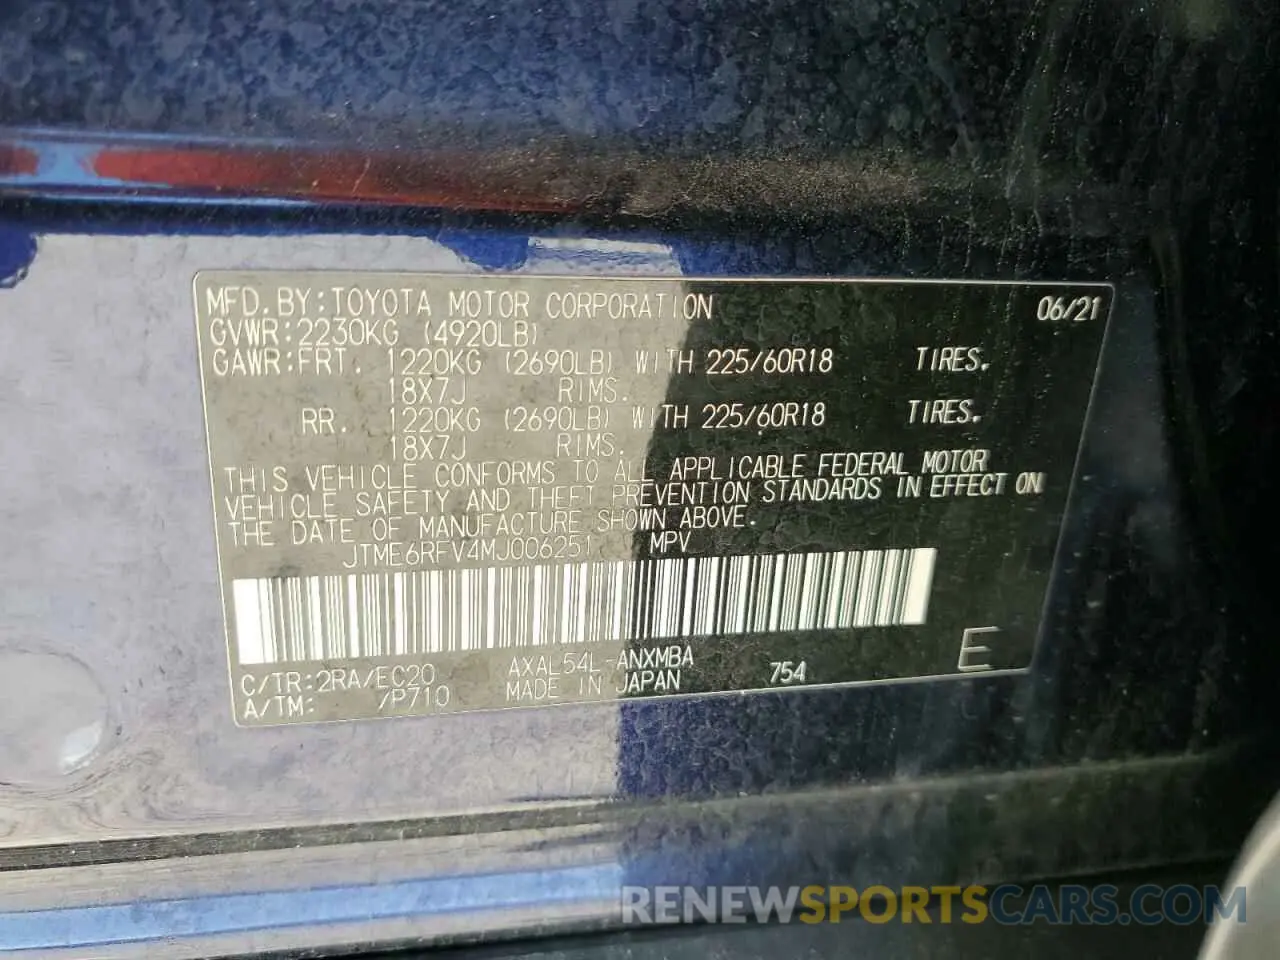 MFD.BY:TOYOTA MOTOR CORPORATION 06/21
GVWR:2230KG (4920LB)
GAWR:FRT. 1220KG (2690LB) WITH 225/60R18 TIRES.
18X7J RIMS.
RR. 1220KG (2690LB) WITH 225/60R18 TIRES.
18X7J RIMS.
THIS VEHICLE CONFORMS TO ALL APPLICABLE FEDERAL MOTOR
VEHICLE SAFETY AND THEFT PREVENTION STANDARDS IN EFFECT ON
THE DATE OF MANUFACTURE SHOWN ABOVE.
JTME6RFV4MJ006251 MPV
C/TR:2RA/EC20 AXAL54L-ANXMBA 754 E
A/TM: /P710 MADE IN JAPAN
RENEWSPORTSCARS.COM